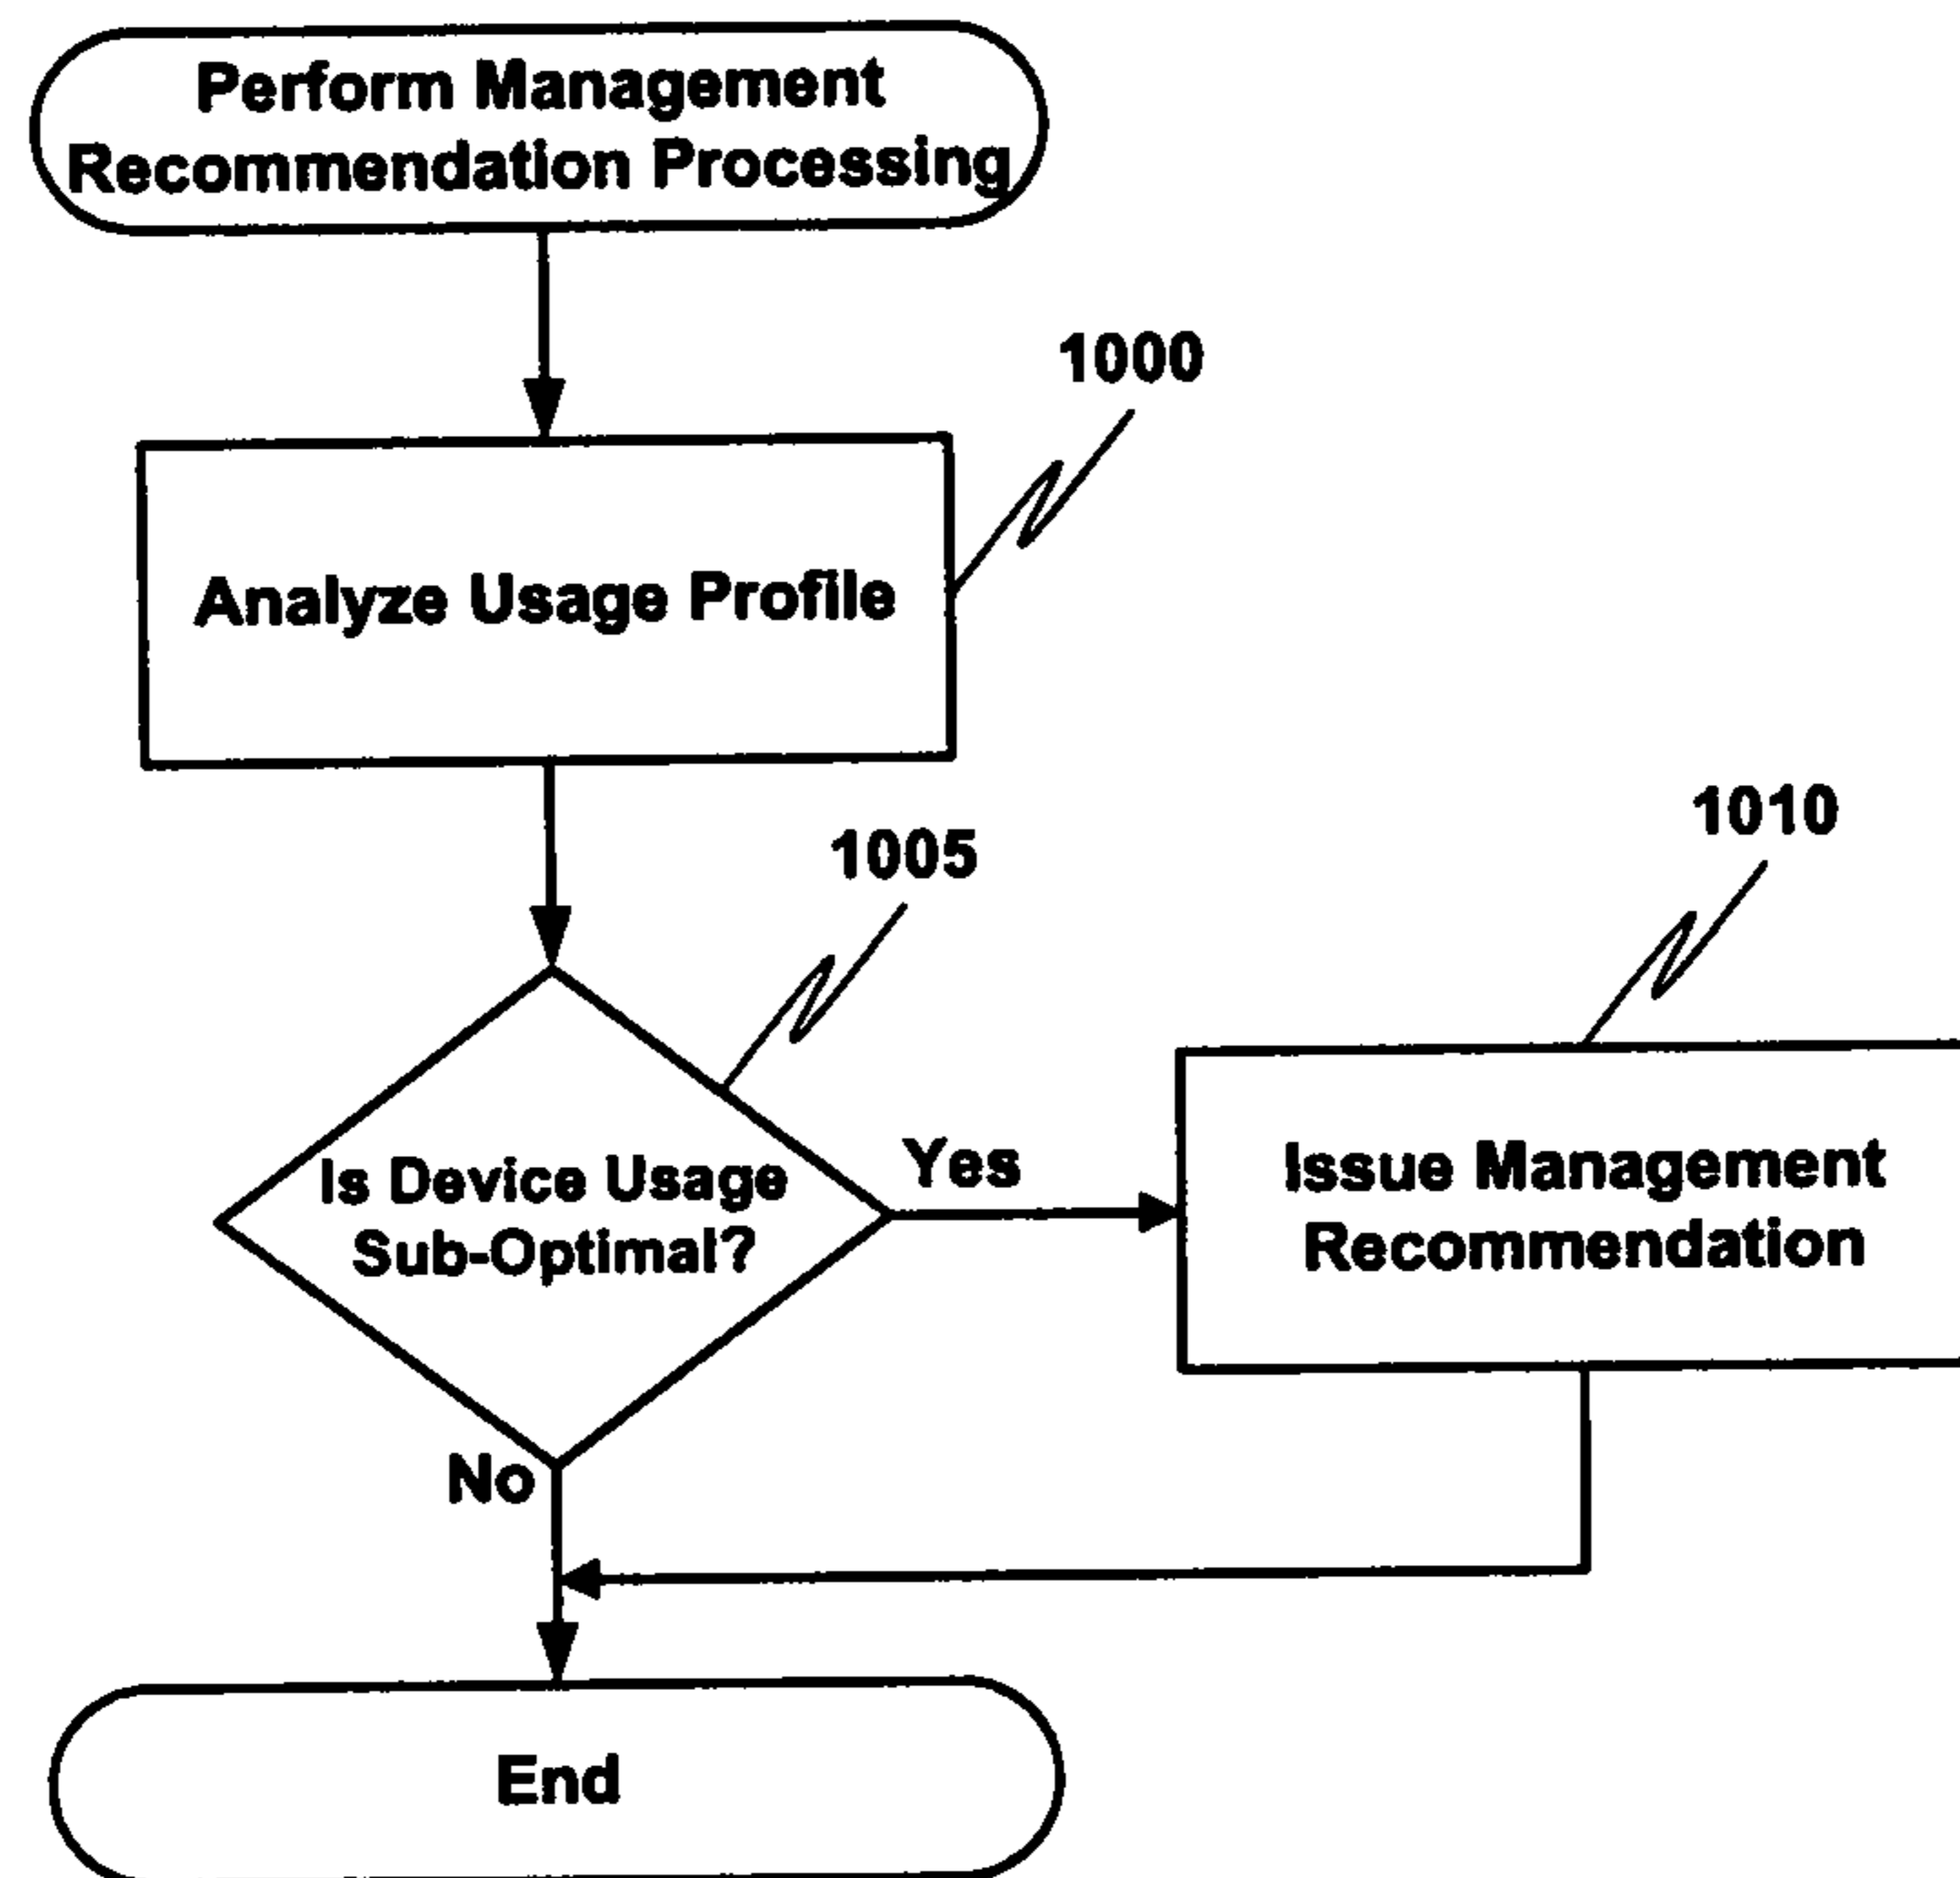 Perform Management
Recommendation Processing
1000
Analyze Usage Profile
1010
1005
Is Device Usage
Sub-Optimal?
Yes
Issue Management
Recommendation
No
End